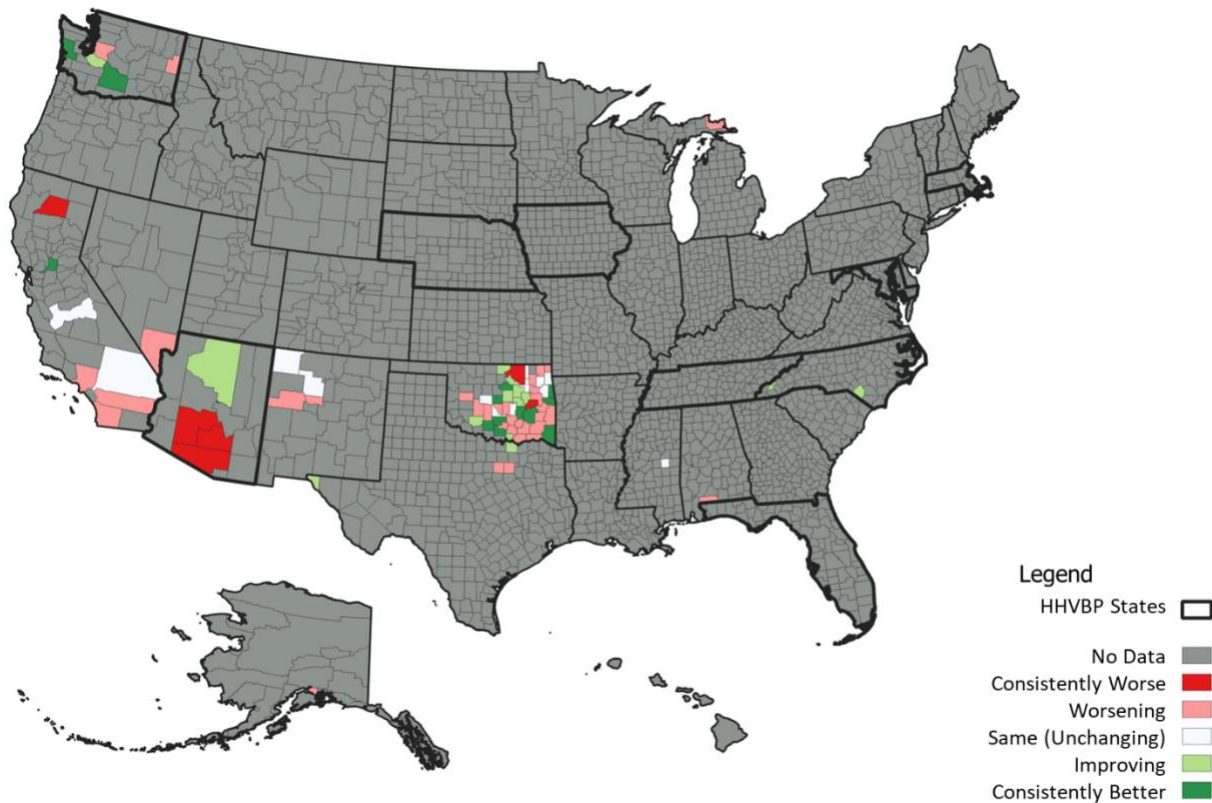 Legend
HHVBP States
No Data
Consistently Worse
Worsening
Same (Unchanging)
Improving
Consistently Better